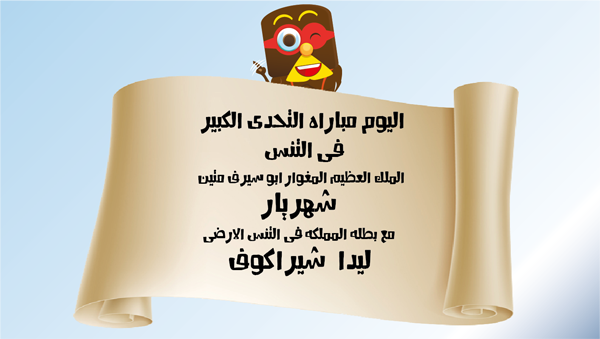 اليوم مباراه التحدى الكبير
فى التنس
الملك العظيم المغوار ابو سيرف متين
شهريار
مع بطله المملكه فى التنس الارضى
ليدا شيراكوف